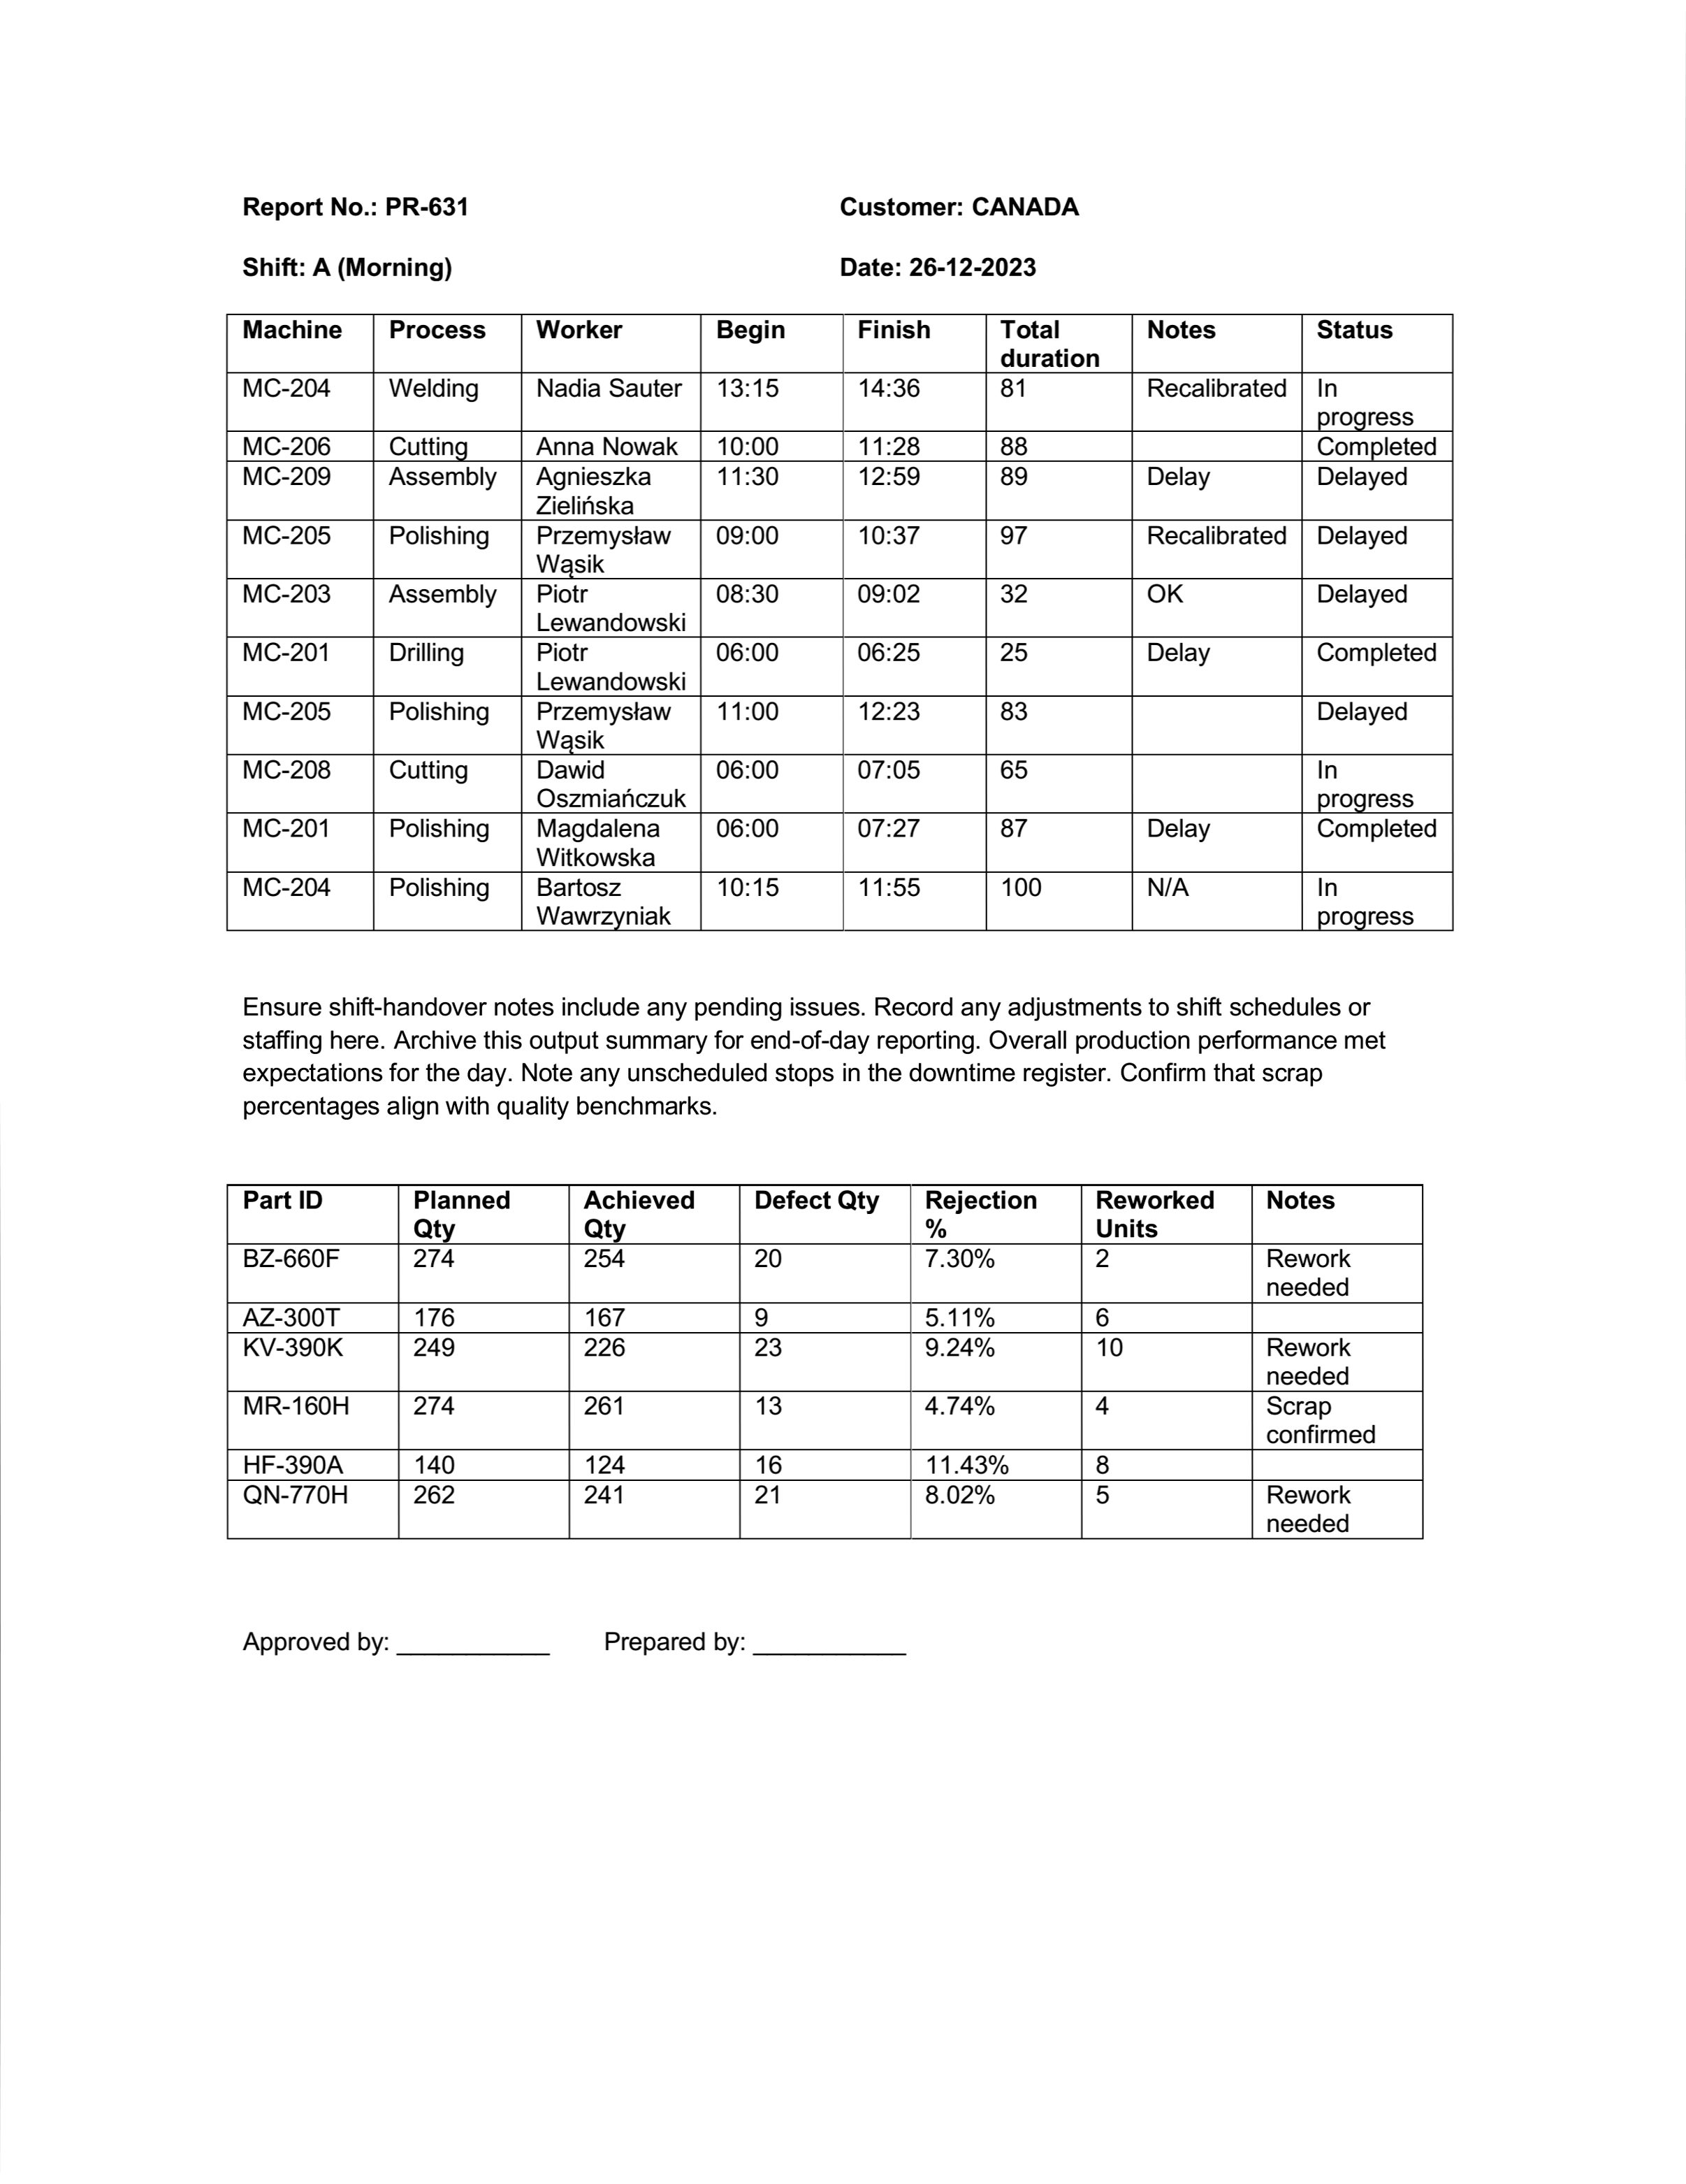 Report No.: PR-631 Customer: CANADA
Shift: A (Morning) Date: 26-12-2023
Machine Process Worker Begin Finish Total duration Notes Status
MC-204 Welding Nadia Sauter 13:15 14:36 81 Recalibrated In progress
MC-206 Cutting Anna Nowak 10:00 11:28 88 Completed
MC-209 Assembly Agnieszka Zielińska 11:30 12:59 89 Delay Delayed
MC-205 Polishing Przemysław Wąsik 09:00 10:37 97 Recalibrated Delayed
MC-203 Assembly Piotr Lewandowski 08:30 09:02 32 OK Delayed
MC-201 Drilling Piotr Lewandowski 06:00 06:25 25 Delay Completed
MC-205 Polishing Przemysław Wąsik 11:00 12:23 83 Delayed
MC-208 Cutting Dawid Oszmiańczuk 06:00 07:05 65 In progress
MC-201 Polishing Magdalena Witkowska 06:00 07:27 87 Delay Completed
MC-204 Polishing Bartosz Wawrzyniak 10:15 11:55 100 N/A In progress
Ensure shift-handover notes include any pending issues. Record any adjustments to shift schedules or
staffing here. Archive this output summary for end-of-day reporting. Overall production performance met
expectations for the day. Note any unscheduled stops in the downtime register. Confirm that scrap
percentages align with quality benchmarks.
Part ID Planned Qty Achieved Qty Defect Qty Rejection % Reworked Units Notes
BZ-660F 274 254 20 7.30% 2 Rework needed
AZ-300T 176 167 9 5.11% 6
KV-390K 249 226 23 9.24% 10 Rework needed
MR-160H 274 261 13 4.74% 4 Scrap confirmed
HF-390A 140 124 16 11.43% 8
QN-770H 262 241 21 8.02% 5 Rework needed
Approved by: ___________ Prepared by: ___________